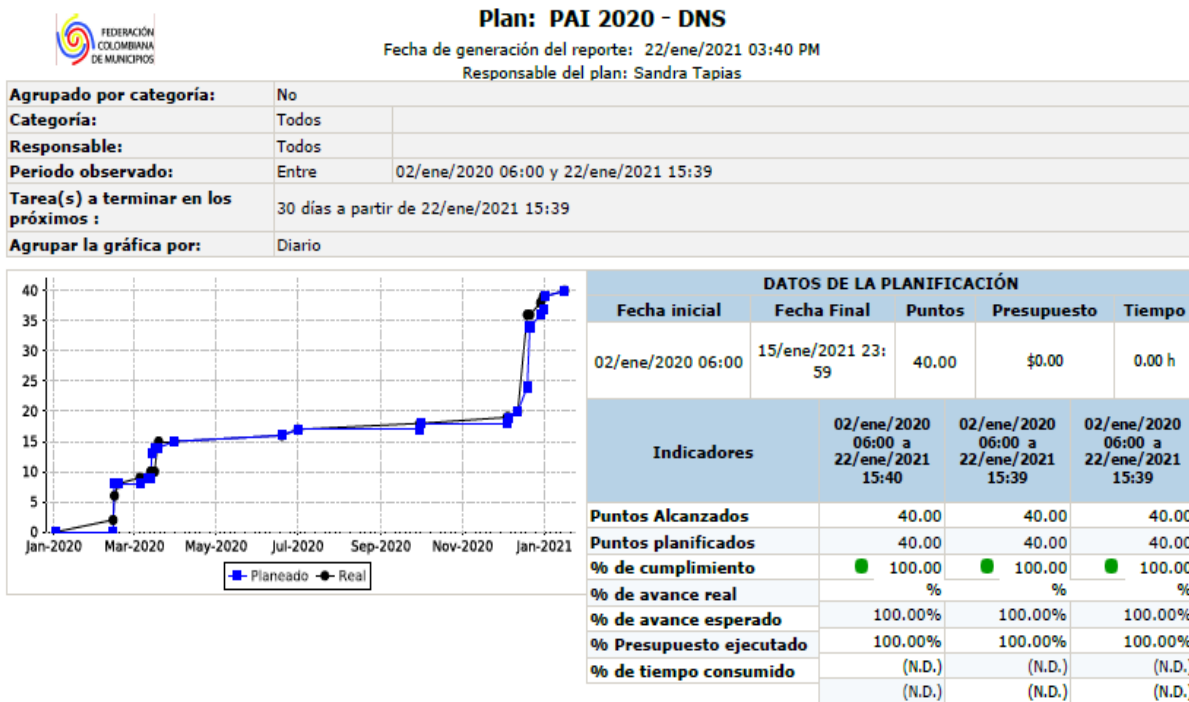 FEDERACIÓN
COLOMBIANA
DE MUNICIPIOS
Plan: PAI 2020 - DNS
Fecha de generación del reporte: 22/ene/2021 03:40 PM
Responsable del plan: Sandra Tapias
Agrupado por categoría: No
Categoría: Todos
Responsable: Todos
Periodo observado: Entre 02/ene/2020 06:00 y 22/ene/2021 15:39
Tarea(s) a terminar en los
próximos : 30 días a partir de 22/ene/2021 15:39
Agrupar la gráfica por: Diario
40
35
30
25
20
15
10
5
0
Jan-2020 Mar-2020 May-2020 Jul-2020 Sep-2020 Nov-2020 Jan-2021
Planeado Real
DATOS DE LA PLANIFICACIÓN
Fecha inicial Fecha Final Puntos Presupuesto Tiempo
02/ene/2020 06:00 15/ene/2021 23:
59 40.00 $0.00 0.00 h
Indicadores
02/ene/2020
06:00 a
22/ene/2021
15:40
02/ene/2020
06:00 a
22/ene/2021
15:39
02/ene/2020
06:00 a
22/ene/2021
15:39
Puntos Alcanzados 40.00 40.00 40.00
Puntos planificados 40.00 40.00 40.00
% de cumplimiento 100.00 100.00 100.00
% de avance real % % %
% de avance esperado 100.00% 100.00% 100.00%
% Presupuesto ejecutado 100.00% 100.00% 100.00%
% de tiempo consumido (N.D.) (N.D.) (N.D.)
(N.D.) (N.D.) (N.D.)